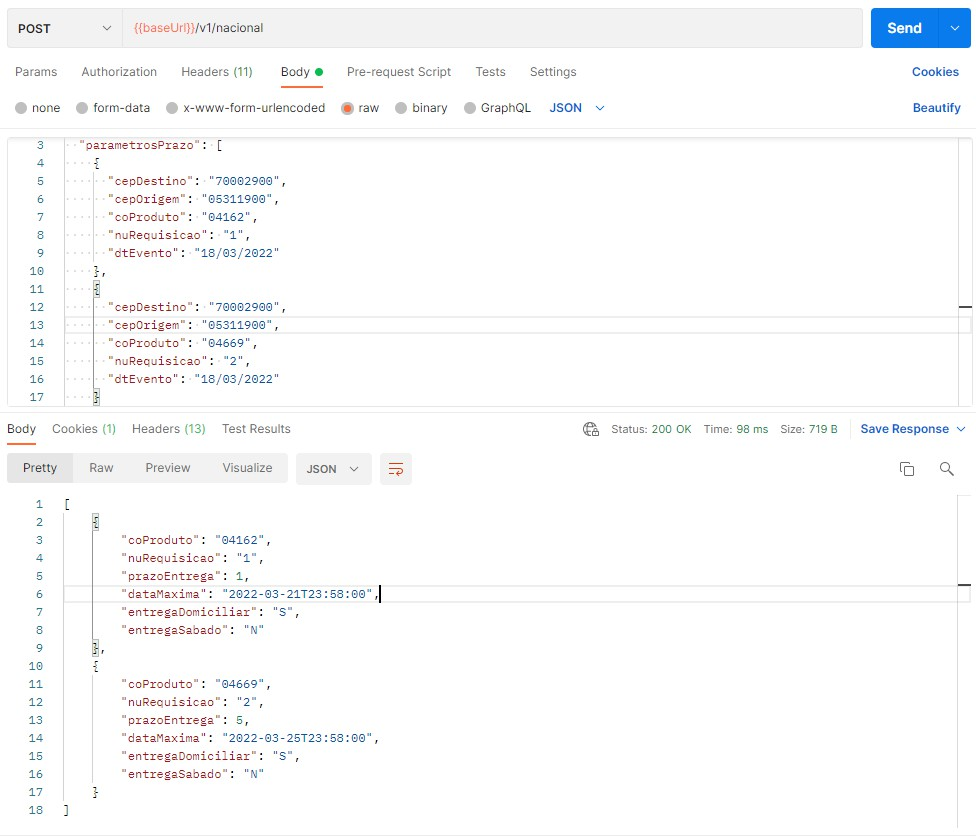 POST {{baseUrl}}/v1/nacional Send
Params Authorization Headers (11) Body Pre-request Script Tests Settings Cookies
none form-data x-www-form-urlencoded raw binary GraphQL JSON Beautify
3 "parametrosPrazo": [
4 {
5 "cepDestino": "70002900",
6 "cepOrigem": "05311900",
7 "coProduto": "04162",
8 "nuRequisicao": "1",
9 "dtEvento": "18/03/2022"
10 },
11 {
12 "cepDestino": "70002900",
13 "cepOrigem": "05311900",
14 "coProduto": "04669",
15 "nuRequisicao": "2",
16 "dtEvento": "18/03/2022"
17 }
Body Cookies (1) Headers (13) Test Results Status: 200 OK Time: 98 ms Size: 719 B Save Response
Pretty Raw Preview Visualize JSON
1 [
2 {
3 "coProduto": "04162",
4 "nuRequisicao": "1",
5 "prazoEntrega": 1,
6 "dataMaxima": "2022-03-21T23:58:00",
7 "entregaDomiciliar": "S",
8 "entregaSabado": "N"
9 },
10 {
11 "coProduto": "04669",
12 "nuRequisicao": "2",
13 "prazoEntrega": 5,
14 "dataMaxima": "2022-03-25T23:58:00",
15 "entregaDomiciliar": "S",
16 "entregaSabado": "N"
17 }
18 ]